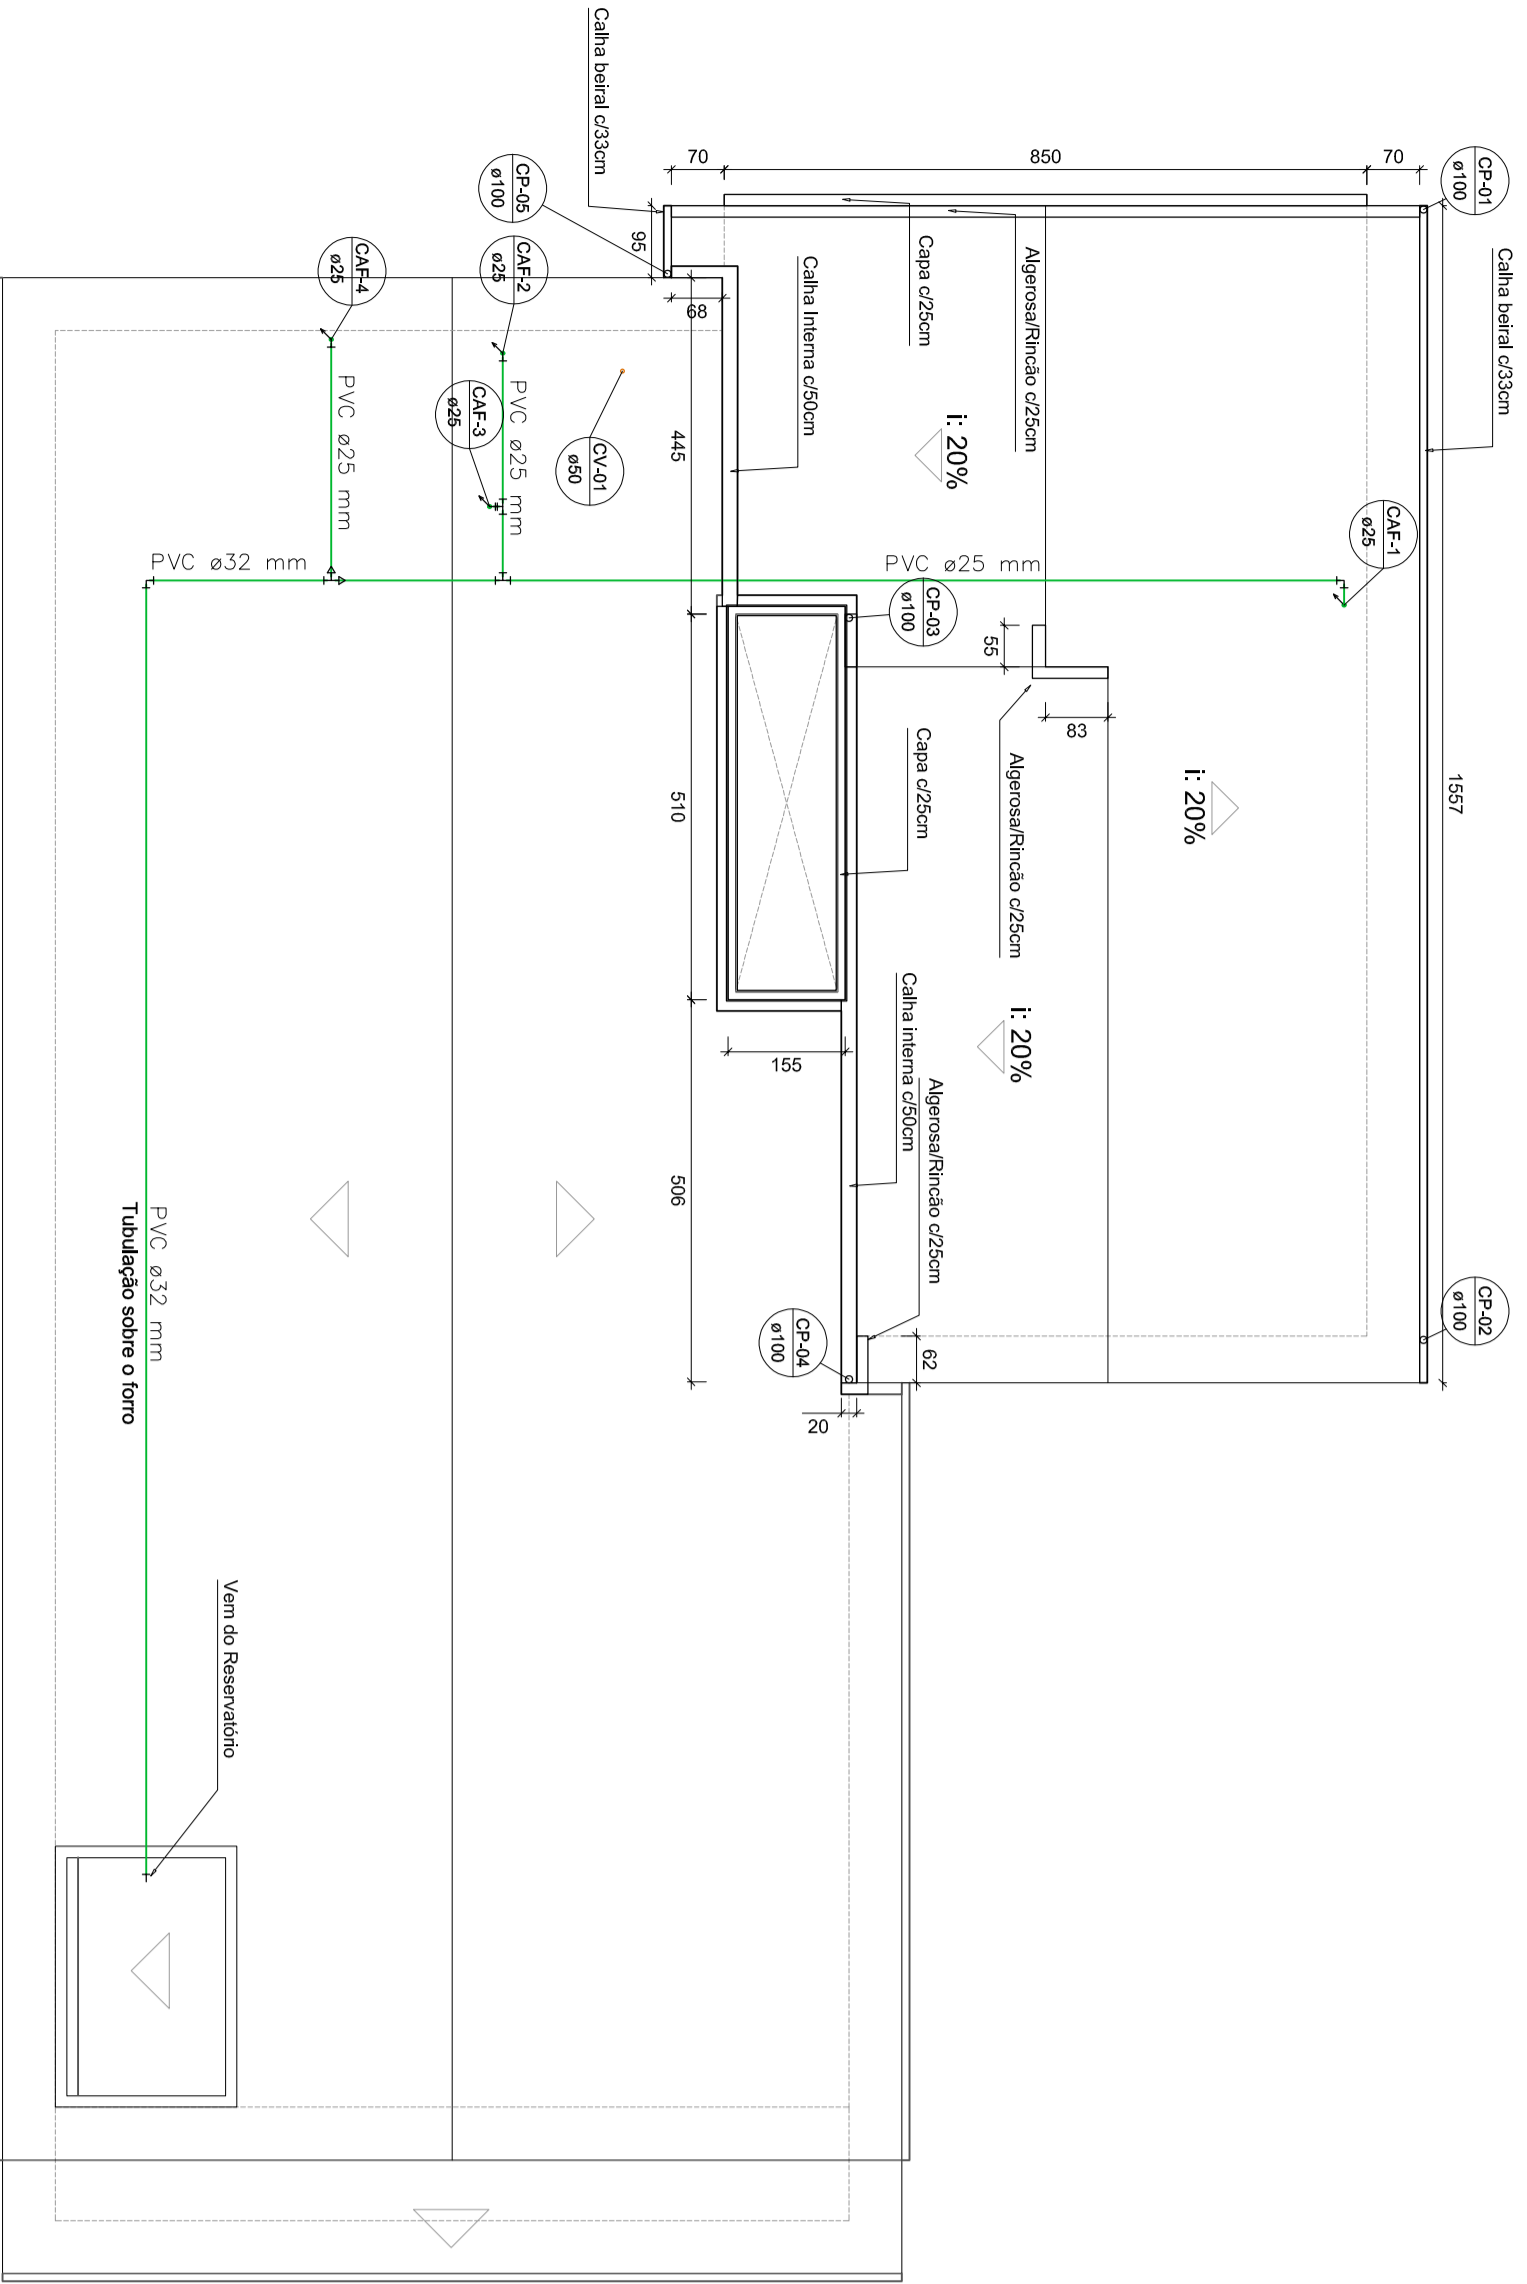 Calha beiral c/33cm
CP-01
ø100
1557
CP-02
ø100
70
850
70
CAF-1
ø25
i: 20%
Algerosa/Rincão c/25cm
Capa c/25cm
i: 20%
PVC ø25 mm
83
55
Algerosa/Rincão c/25cm
i: 20%
CP-03
ø100
Capa c/25cm
Calha interna c/50cm
Algerosa/Rincão c/25cm
62
Calha Interna c/50cm
CP-04
ø100
20
155
68
95
445
510
506
Calha beiral c/33cm
CP-05
ø100
CV-01
ø50
CAF-2
ø25
PVC ø25 mm
CAF-3
ø25
CAF-4
ø25
PVC ø25 mm
PVC ø32 mm
PVC ø32 mm
Tubulação sobre o forro
Vem do Reservatório